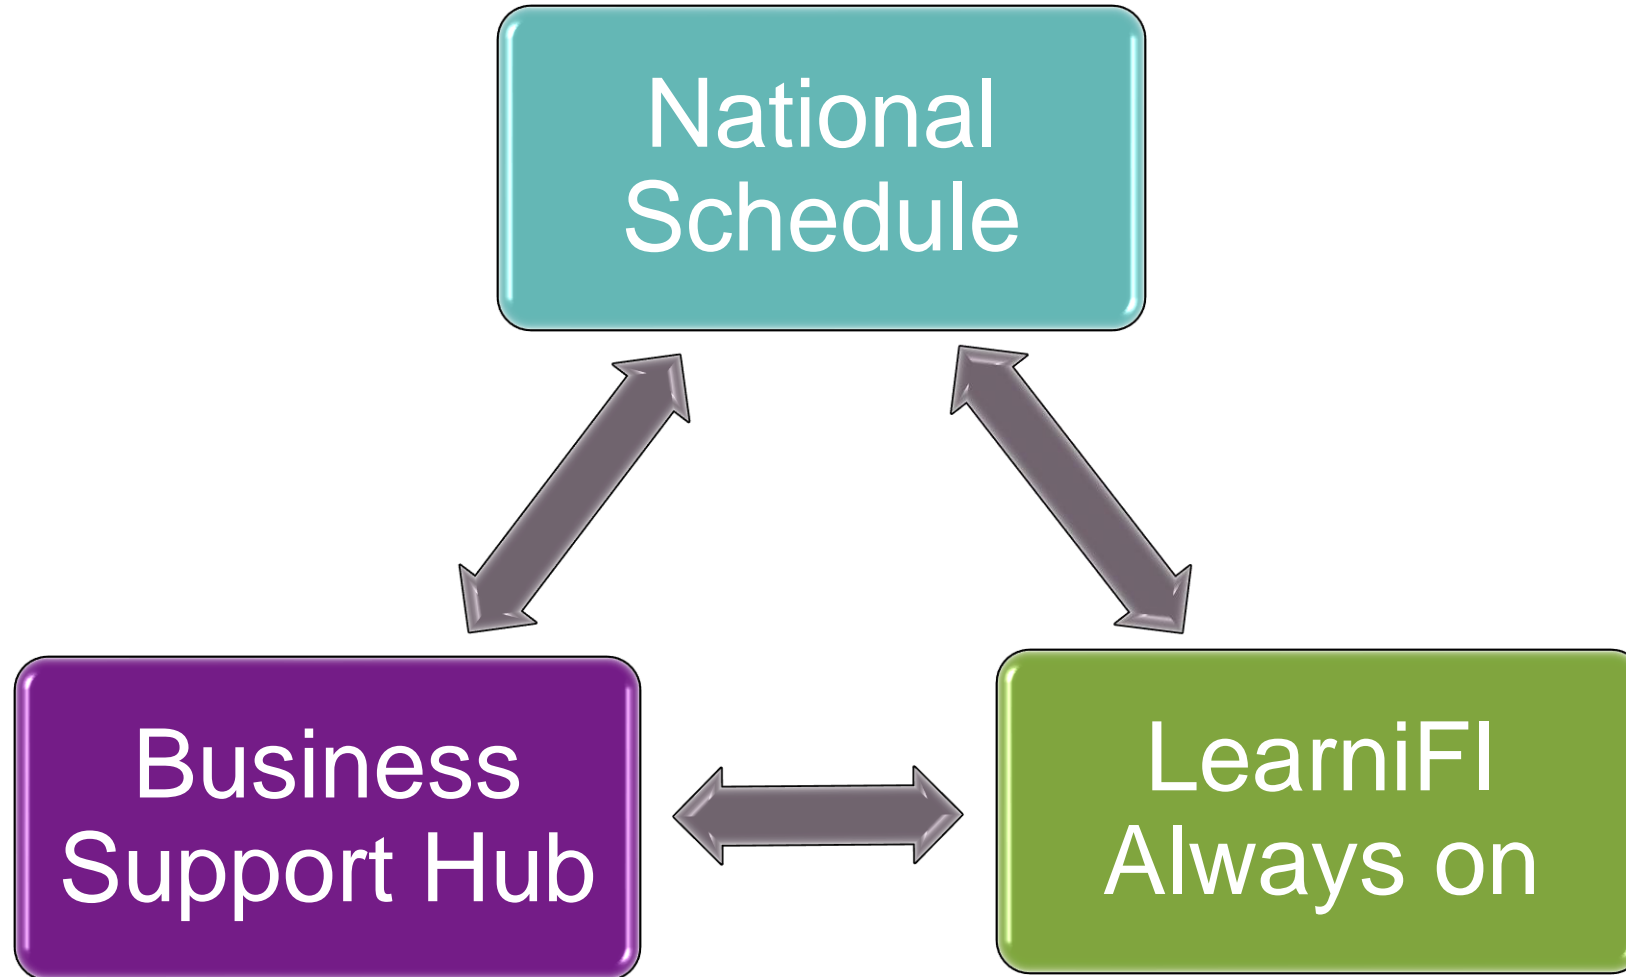 National
Schedule
Business
Support Hub
LearniFI
Always on